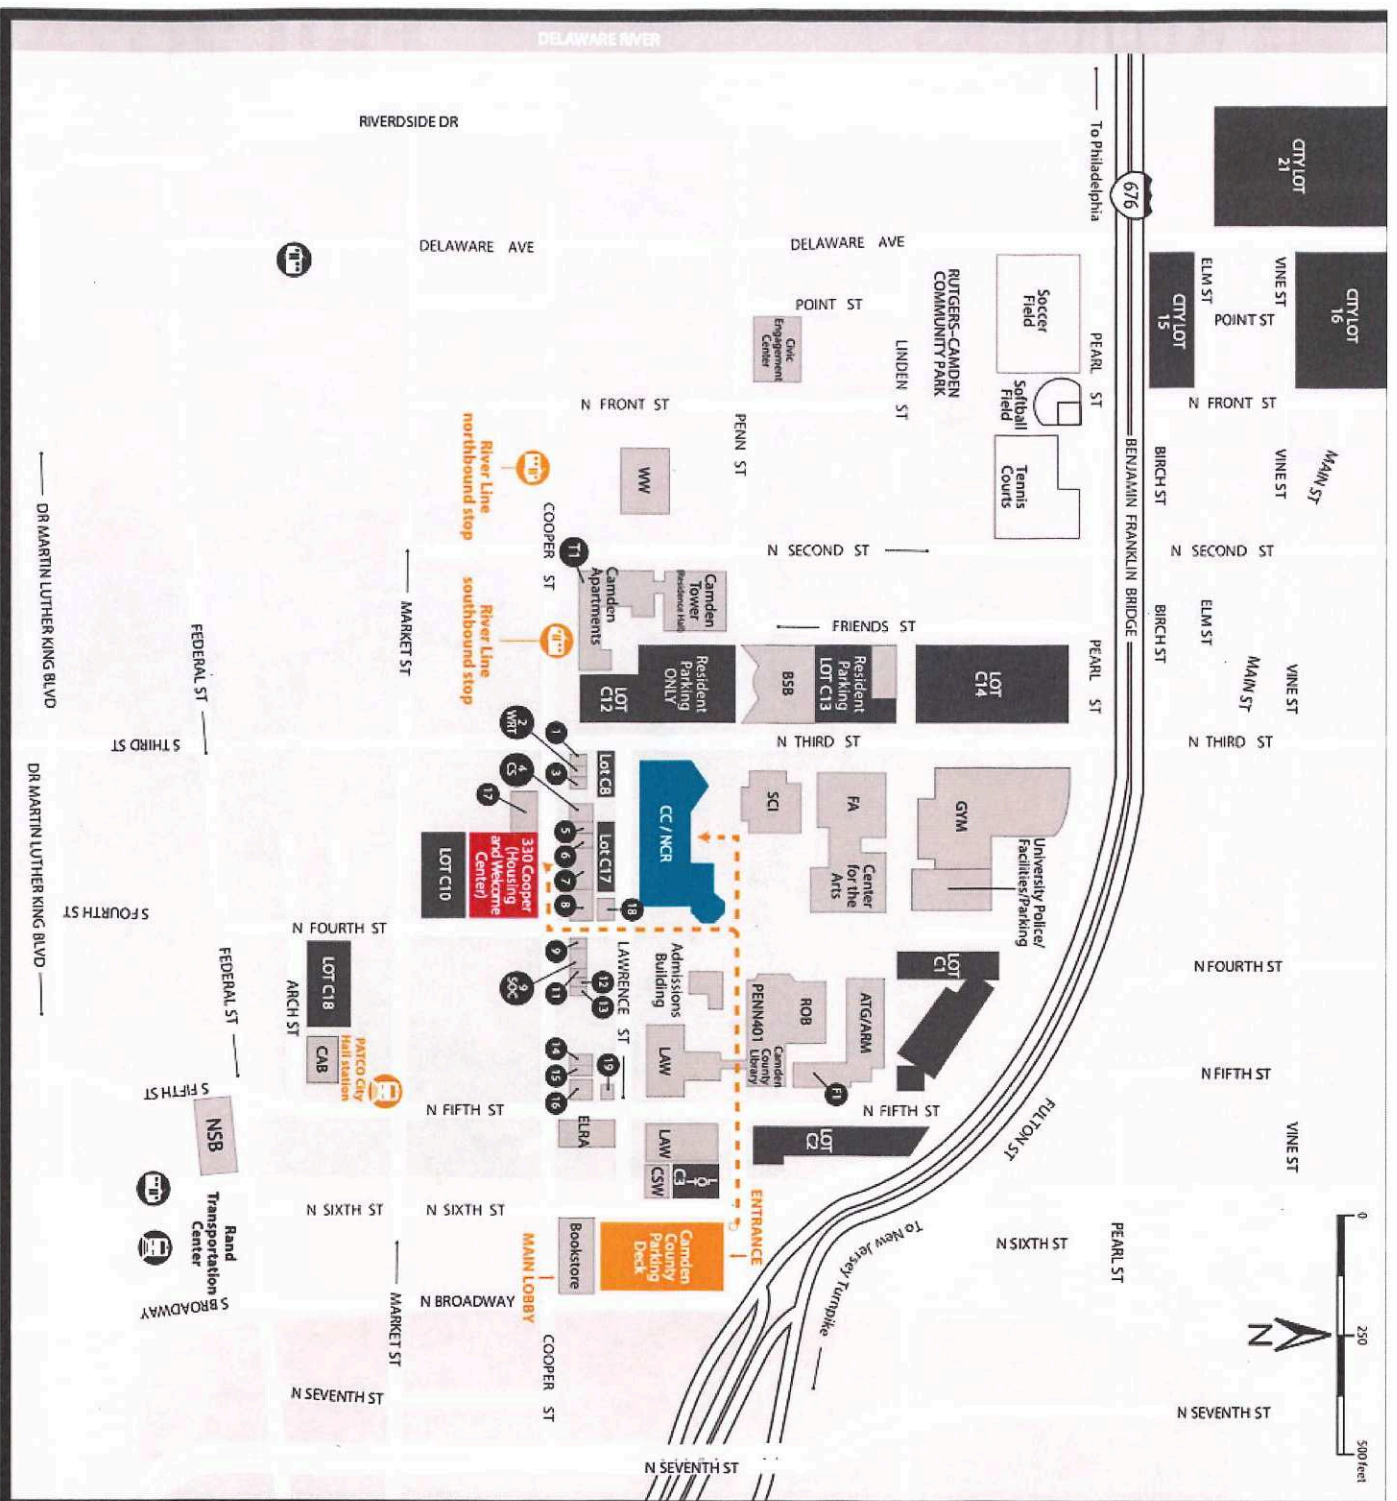 DELAWARE RIVER
RIVERDSIDE DR
To Philadelphia
676
CITY LOT
21
DELAWARE AVE
DELAWARE AVE
RUTGERS–CAMDEN
COMMUNITY PARK
Soccer
Field
PEARL ST
CITY LOT
15
ELM ST
VINE ST
POINT ST
CITY LOT
16
POINT ST
Civic
Engagement
Center
LINDEN ST
Softball
Field
N FRONT ST
N FRONT ST
PENN ST
River Line
northbound stop
WW
Tennis
Courts
BENJAMIN FRANKLIN BRIDGE
BIRCH ST
VINE ST
MAIN ST
DR MARTIN LUTHER KING BLVD
COOPER ST
T1
N SECOND ST
N SECOND ST
MARKET ST
River Line
southbound stop
Camden
Apartments
Camden
Tower
(Residence Hall)
FRIENDS ST
BIRCH ST
ELM ST
FEDERAL ST
LOT
C12
Resident
Parking
ONLY
BSB
Resident
Parking
LOT C13
LOT
C14
PEARL ST
MAIN ST
VINE ST
S THIRD ST
N THIRD ST
N THIRD ST
1
2
WRT
3
4
CS
17
5
6
7
8
18
Lot C8
Lot C17
CC / NCR
SCI
FA
Center
for the
Arts
GYM
University Police/
Facilities/Parking
LOT C10
330 Cooper
(Housing
and Welcome
Center)
DR MARTIN LUTHER KING BLVD
S FOURTH ST
N FOURTH ST
N FOURTH ST
FEDERAL ST
ARCH ST
LOT C18
9
9
SOC
11
12
13
LAWRENCE ST
Admissions
Building
PENN401
ROB
ATG/ARM
LOT
C1
CAB
PATCO City
Hall station
14
15
16
19
LAW
Camden
County
Library
F1
S FIFTH ST
N FIFTH ST
N FIFTH ST
N FIFTH ST
NSB
ELRA
LAW
CSW
LOT
C3
LOT
C2
FULTON ST
VINE ST
Rand
Transportation
Center
N SIXTH ST
N SIXTH ST
N SIXTH ST
MAIN LOBBY
Bookstore
Camden
County
Parking
Deck
ENTRANCE
To New Jersey Turnpike
PEARL ST
S BROADWAY
N BROADWAY
MARKET ST
COOPER ST
N SEVENTH ST
N SEVENTH ST
N SEVENTH ST
N
0
250
500 feet